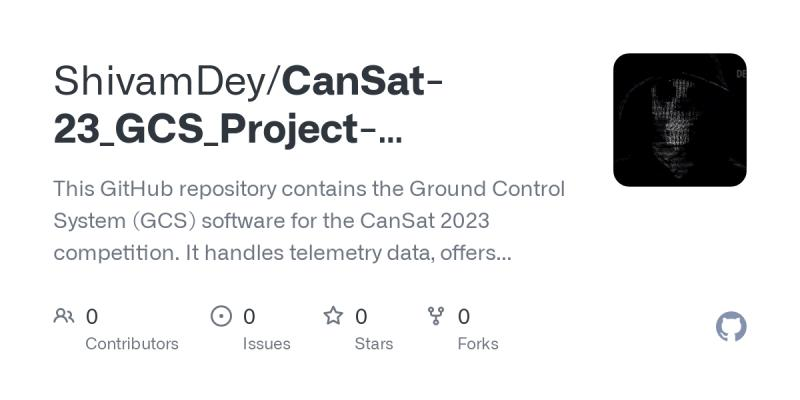 ShivamDey/CanSat-
23_GCS_Project-...
DE
This GitHub repository contains the Ground Control
System (GCS) software for the CanSat 2023
competition. It handles telemetry data, offers...
0 0 0 0
Contributors Issues Stars Forks